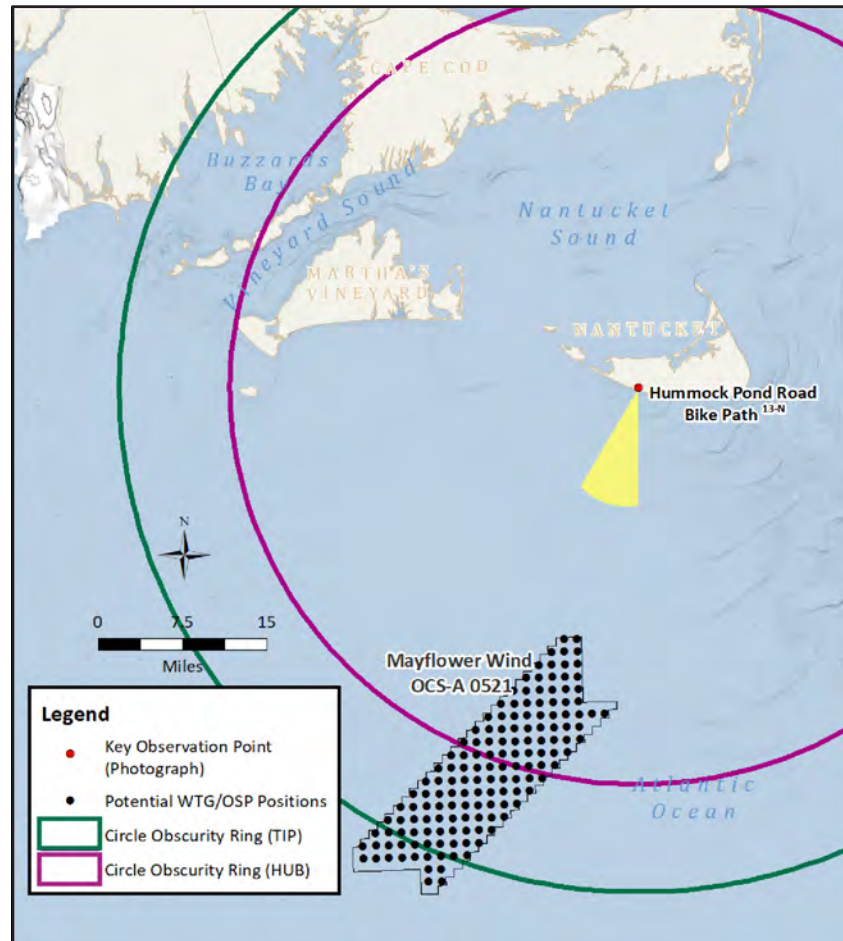 CAPE COD
Buzzards
Bay
Vineyard Sound
Nantucket
Sound
MARTHA'S
VINEYARD
NANTUCKET
Hummock Pond Road
Bike Path 13-N
N
0 7.5 15
Miles
Mayflower Wind
OCS-A 0521
Atlantic
Ocean
Legend
Key Observation Point
(Photograph)
Potential WTG/OSP Positions
Circle Obscurity Ring (TIP)
Circle Obscurity Ring (HUB)